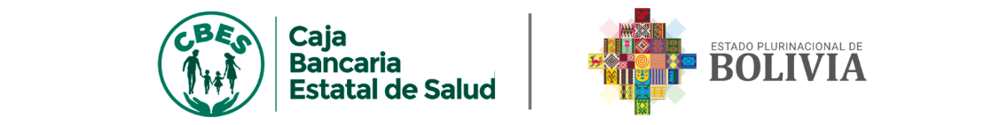 CBES
Caja
Bancaria
Estatal de Salud
ESTADO PLURINACIONAL DE
BOLIVIA